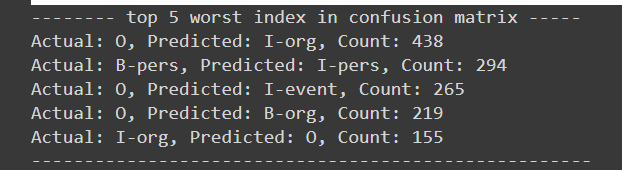 -------- top 5 worst index in confusion matrix -----
Actual: O, Predicted: I-org, Count: 438
Actual: B-pers, Predicted: I-pers, Count: 294
Actual: O, Predicted: I-event, Count: 265
Actual: O, Predicted: B-org, Count: 219
Actual: I-org, Predicted: O, Count: 155
-----------------------------------------------------